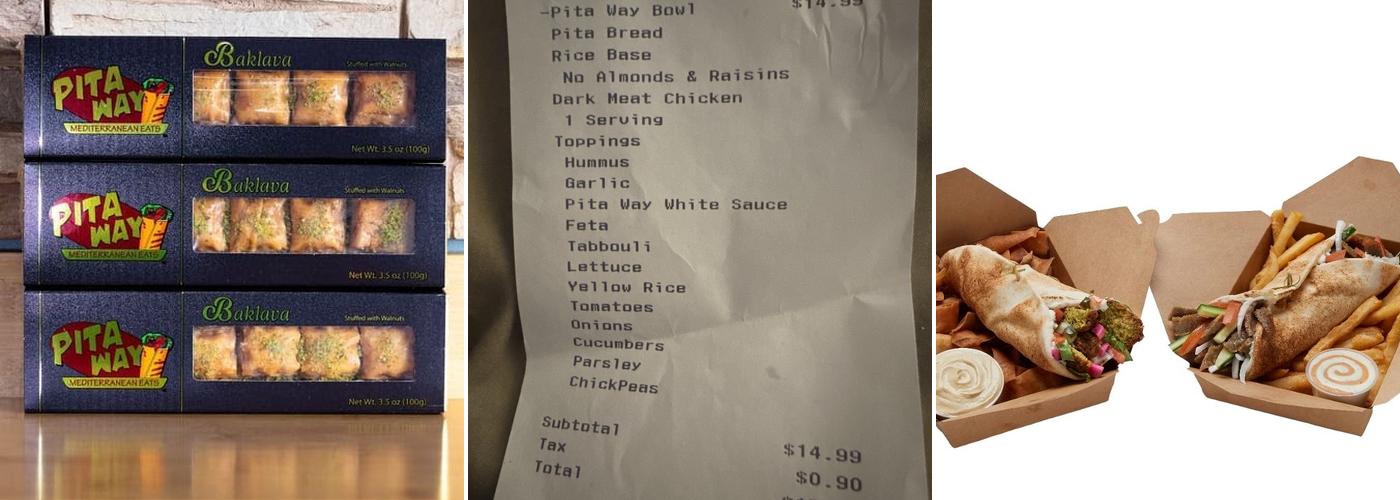 PITA
WAY
MEDITERRANEAN EATS
Baklava
Stuffed with Walnuts
Net Wt. 3.5 oz (100g)
PITA
WAY
MEDITERRANEAN EATS
Baklava
Stuffed with Walnuts
Net Wt. 3.5 oz (100g)
PITA
WAY
MEDITERRANEAN EATS
Baklava
Stuffed with Walnuts
Net Wt. 3.5 oz (100g)
-Pita Way Bowl $14.99
Pita Bread
Rice Base
No Almonds & Raisins
Dark Meat Chicken
1 Serving
Toppings
Hummus
Garlic
Pita Way White Sauce
Feta
Tabbouli
Lettuce
Yellow Rice
Tomatoes
Onions
Cucumbers
Parsley
ChickPeas
Subtotal $14.99
Tax $0.90
Total